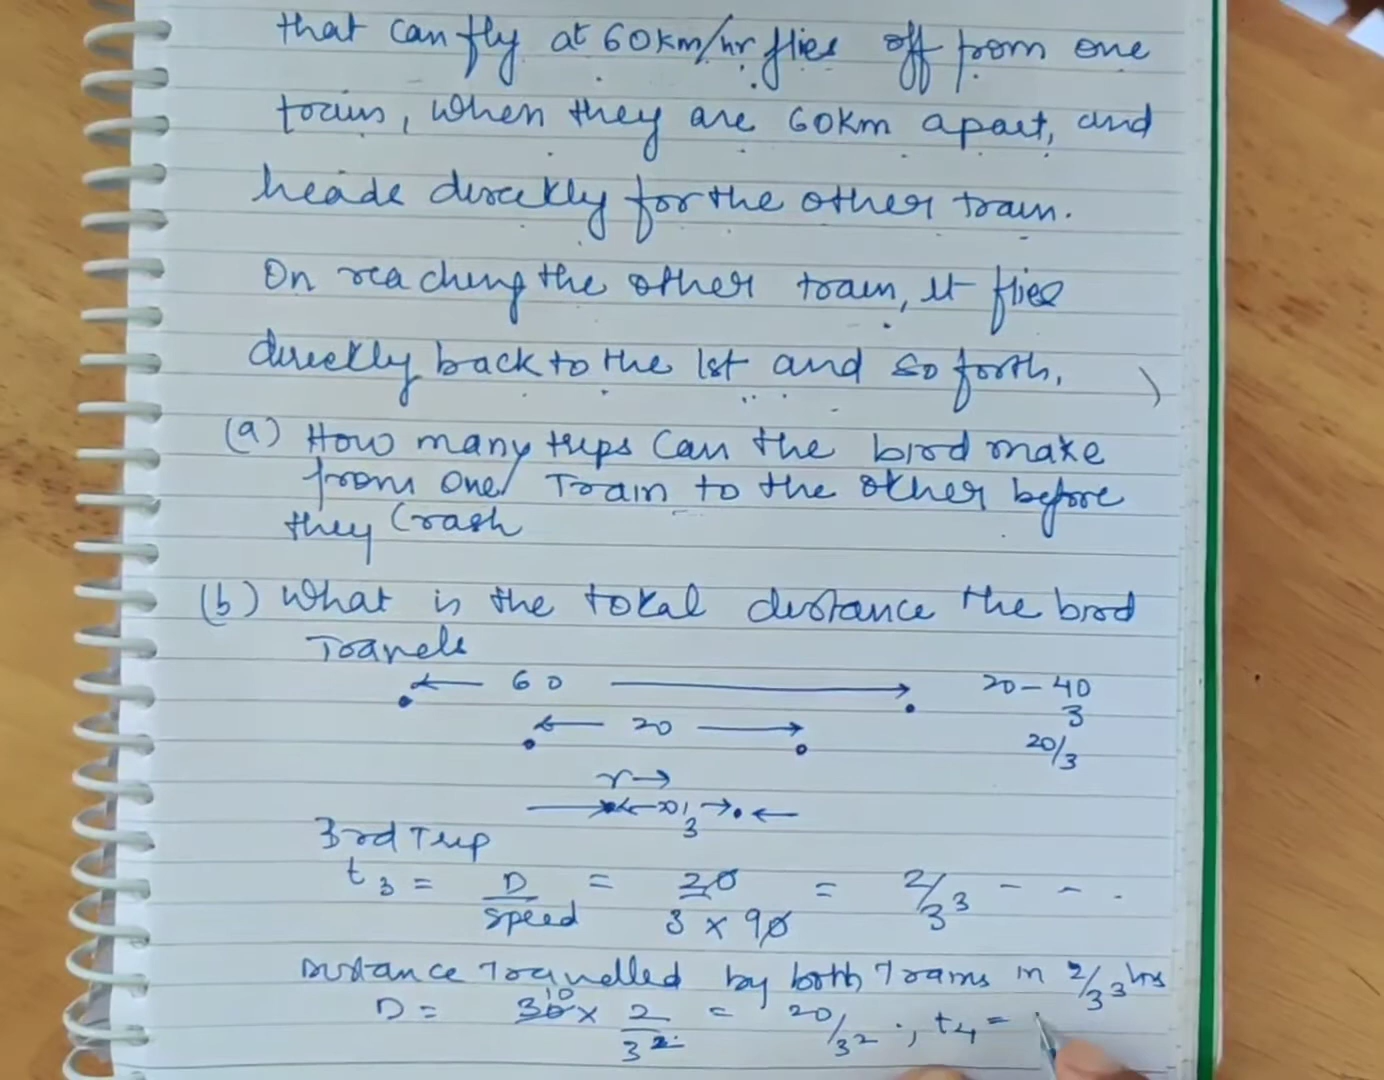 that can fly at 60km/hr flies off from one
train, when they are 60km apart, and
heads directly for the other train.
On reaching the other train, it flies
directly back to the 1st and so forth.
(a) How many trips can the bird make
from one Train to the other before
they Crash
(b) What is the total distance the bird
Travels
60
20 - 40
3
20
20/3
r→
20/3
3rd Trip
t3 = D/speed = 20/3 × 90 = 2/3^3 - - -
Distance Travelled by both Trains in 2/3^3 hrs
D = 30 10 × 2/3^2 = 20/3^2 ; t4 =